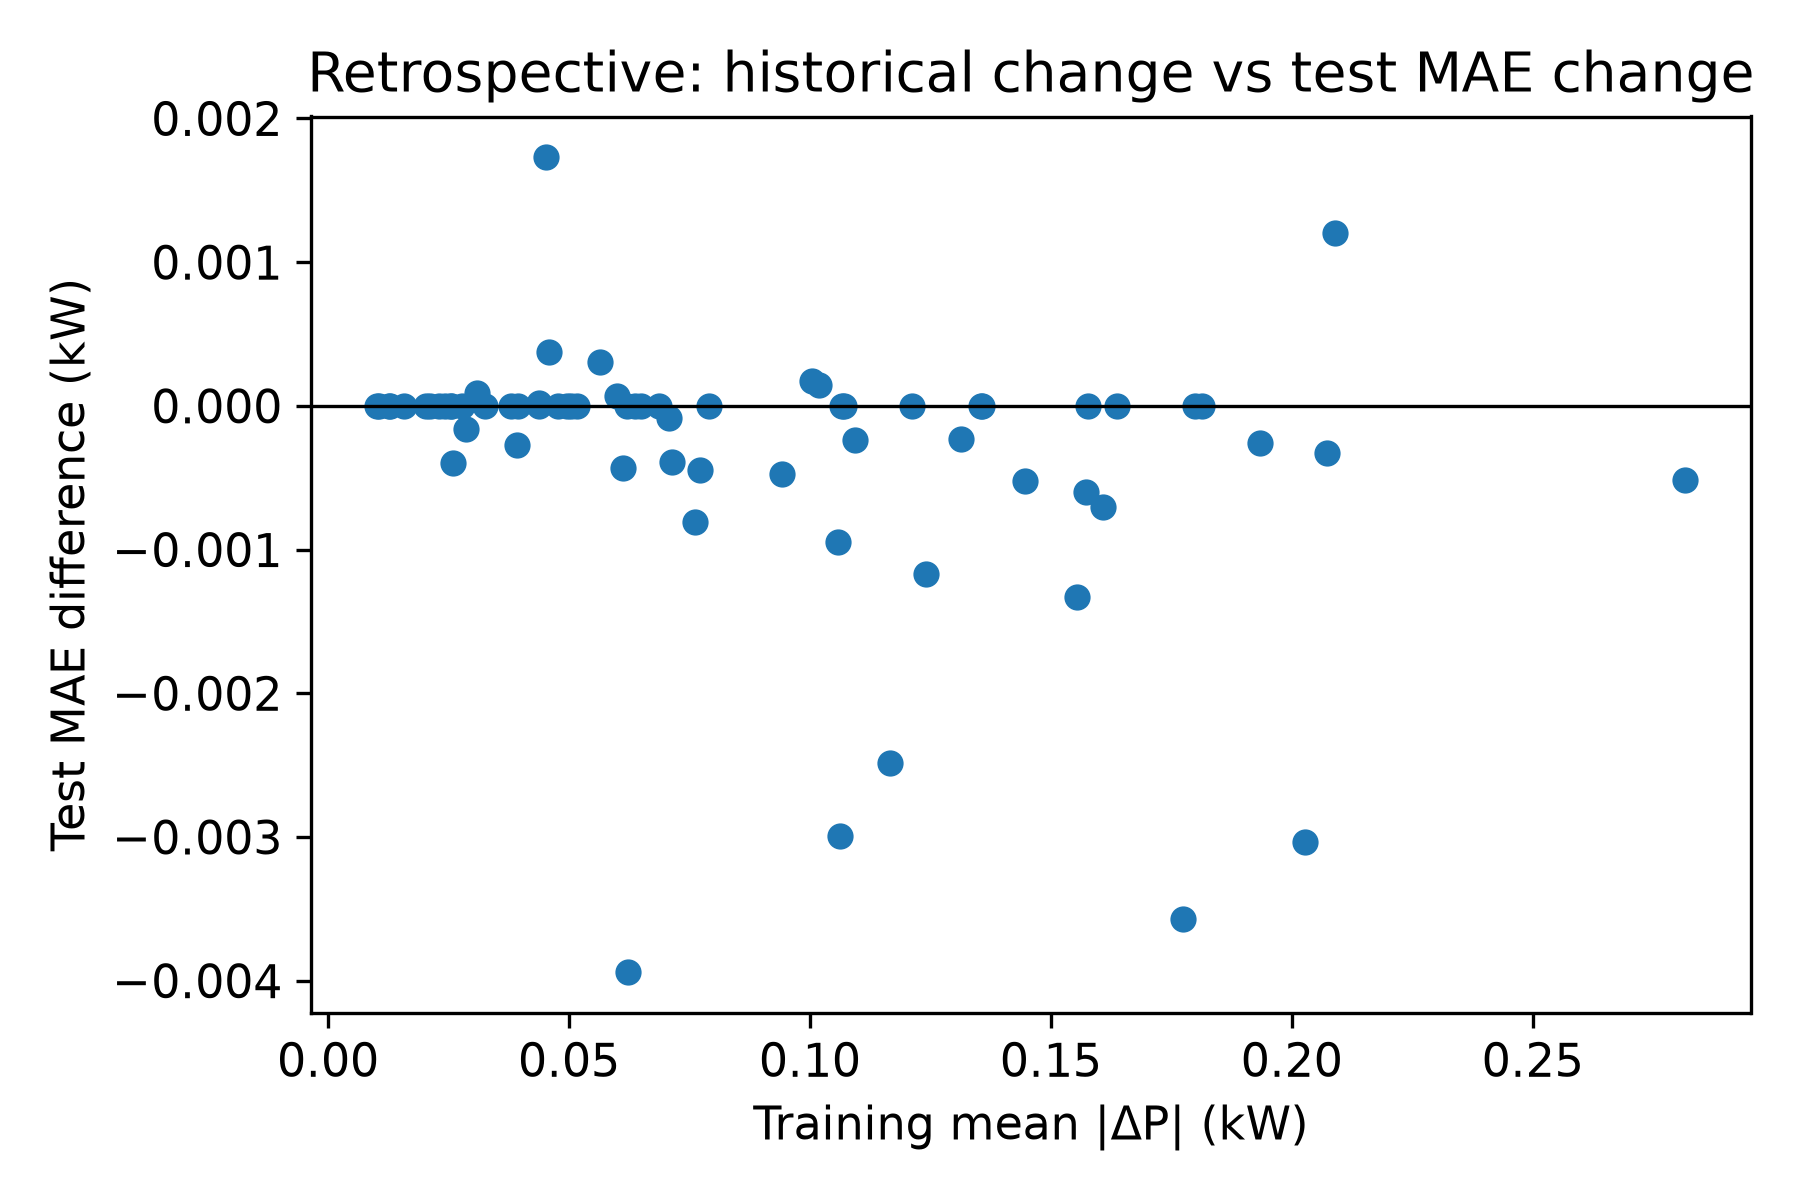 Retrospective: historical change vs test MAE change
0.002
0.001
0.000
−0.001
−0.002
−0.003
−0.004
Test MAE difference (kW)
0.00 0.05 0.10 0.15 0.20 0.25
Training mean |ΔP| (kW)